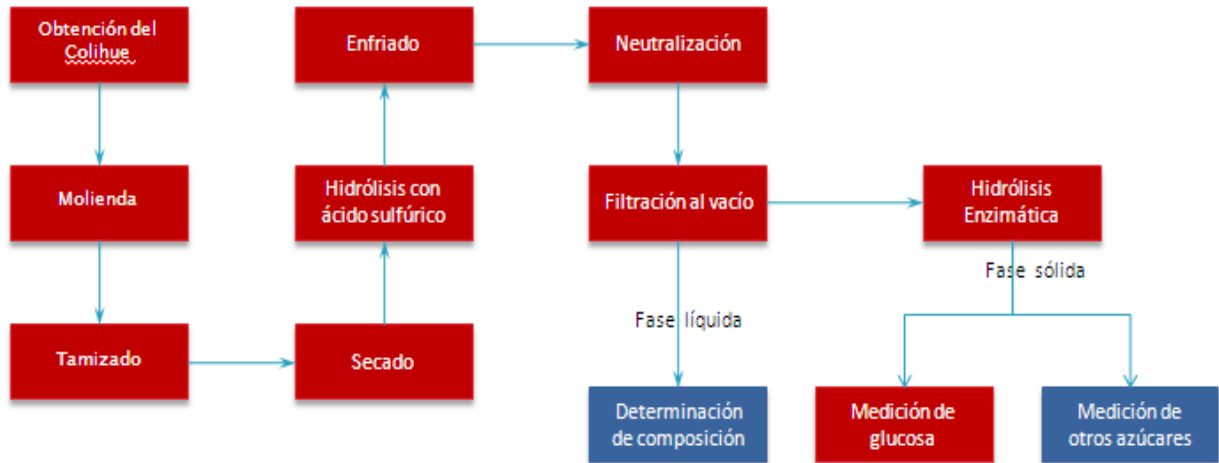 Obtención del
Colihue
Molienda
Tamizado
Secado
Hidrólisis con
ácido sulfúrico
Enfriado
Neutralización
Filtración al vacío
Fase líquida
Determinación
de composición
Hidrólisis
Enzimática
Fase sólida
Medición de
glucosa
Medición de
otros azúcares